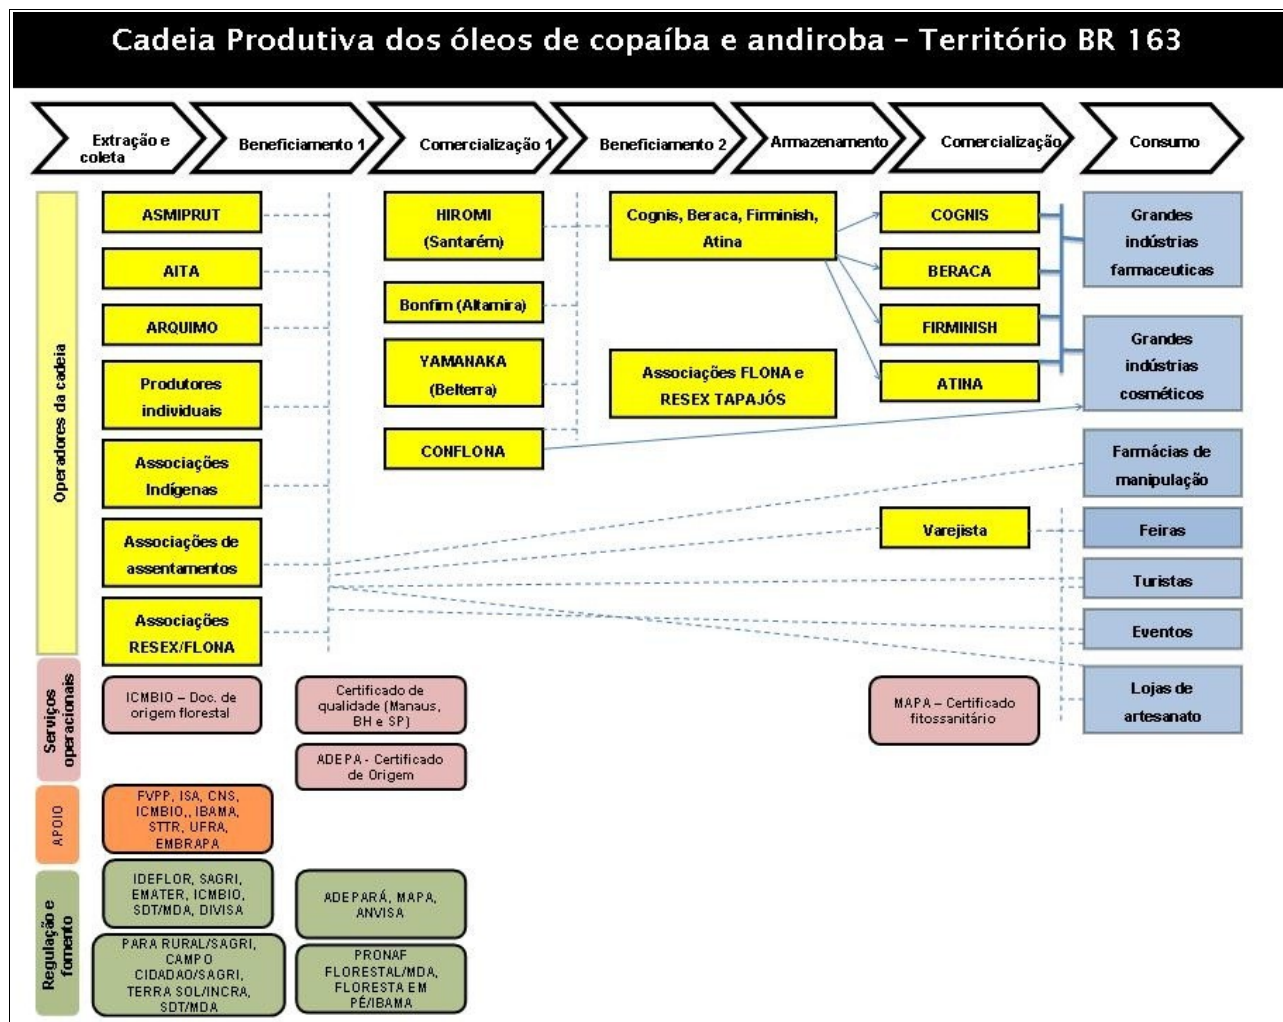 Cadeia Produtiva dos óleos de copaíba e andiroba – Território BR 163
Extração e
coleta
Beneficiamento 1
Comercialização 1
Beneficiamento 2
Armazenamento
Comercialização
Consumo
Operadores da cadeia
ASMIPRUT
AITA
ARQUIMO
Produtores
individuais
Associações
Indígenas
Associações de
assentamentos
Associações
RESEX/FLONA
HIROMI
(Santarém)
Bonfim (Altamira)
YAMANAKA
(Belterra)
CONFLONA
Cognis, Beraca, Firminish,
Atina
Associações FLONA e
RESEX TAPAJÓS
COGNIS
BERACA
FIRMINISH
ATINA
Varejista
Grandes
indústrias
farmaceuticas
Grandes
indústrias
cosméticos
Farmácias de
manipulação
Feiras
Turistas
Eventos
Lojas de
artesanato
Serviços
operacionais
ICMBIO – Doc. de
origem florestal
Certificado de
qualidade (Manaus,
BH e SP)
ADEPA - Certificado
de Origem
MAPA – Certificado
fitossanitário
APOIO
FVPP, ISA, CNS,
ICMBIO,, IBAMA,
STTR, UFRA,
EMBRAPA
Regulação e
fomento
IDEFLOR, SAGRI,
EMATER, ICMBIO,
SDT/MDA, DIVISA
ADEPARÁ, MAPA,
ANVISA
PARA RURAL/SAGRI,
CAMPO
CIDADAO/SAGRI,
TERRA SOL/INCRA,
SDT/MDA
PRONAF
FLORESTAL/MDA,
FLORESTA EM
PÉ/IBAMA